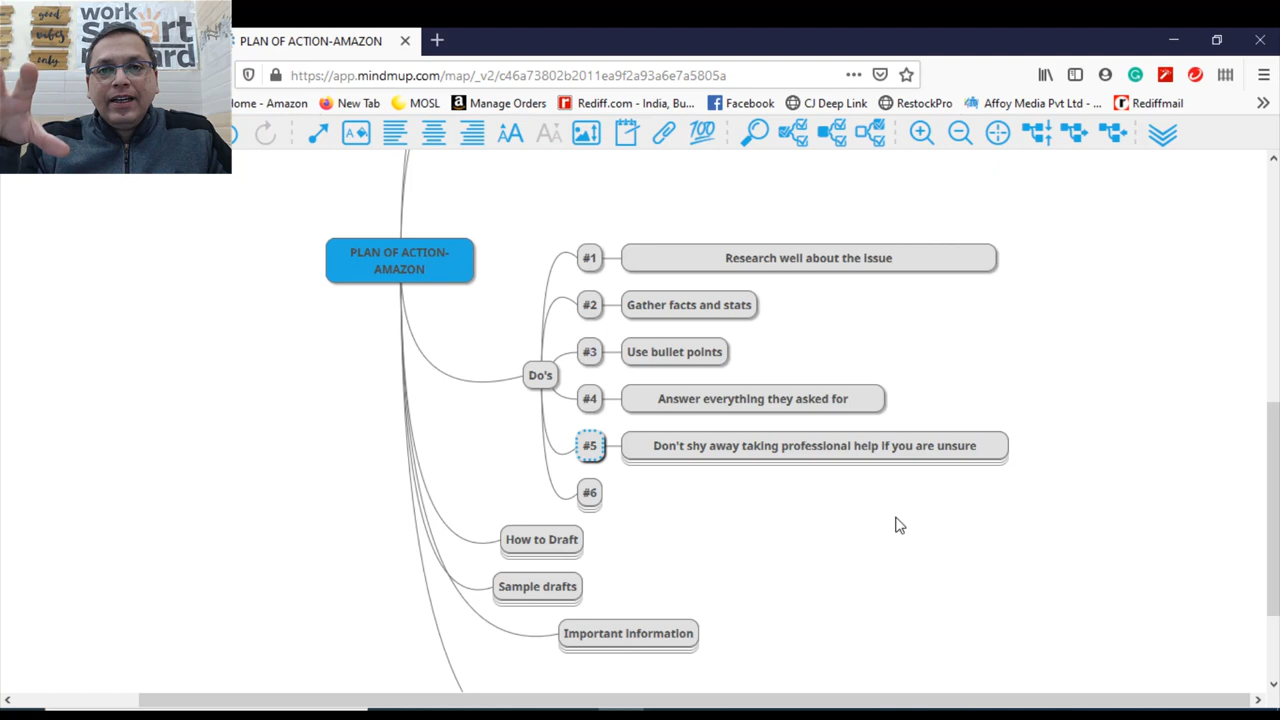 good
vibes
only
work
smart
PLAN OF ACTION-AMAZON
https://app.mindmup.com/map/_v2/c46a73802b2011ea9f2a93a6e7a5805a
Home - Amazon
New Tab
MOSL
Manage Orders
Rediff.com - India, Bu...
Facebook
CJ Deep Link
RestockPro
Affoy Media Pvt Ltd - ...
Rediffmail
A
AA
AA
100
PLAN OF ACTION-
AMAZON
Do's
#1 Research well about the issue
#2 Gather facts and stats
#3 Use bullet points
#4 Answer everything they asked for
#5 Don't shy away taking professional help if you are unsure
#6
How to Draft
Sample drafts
Important Information